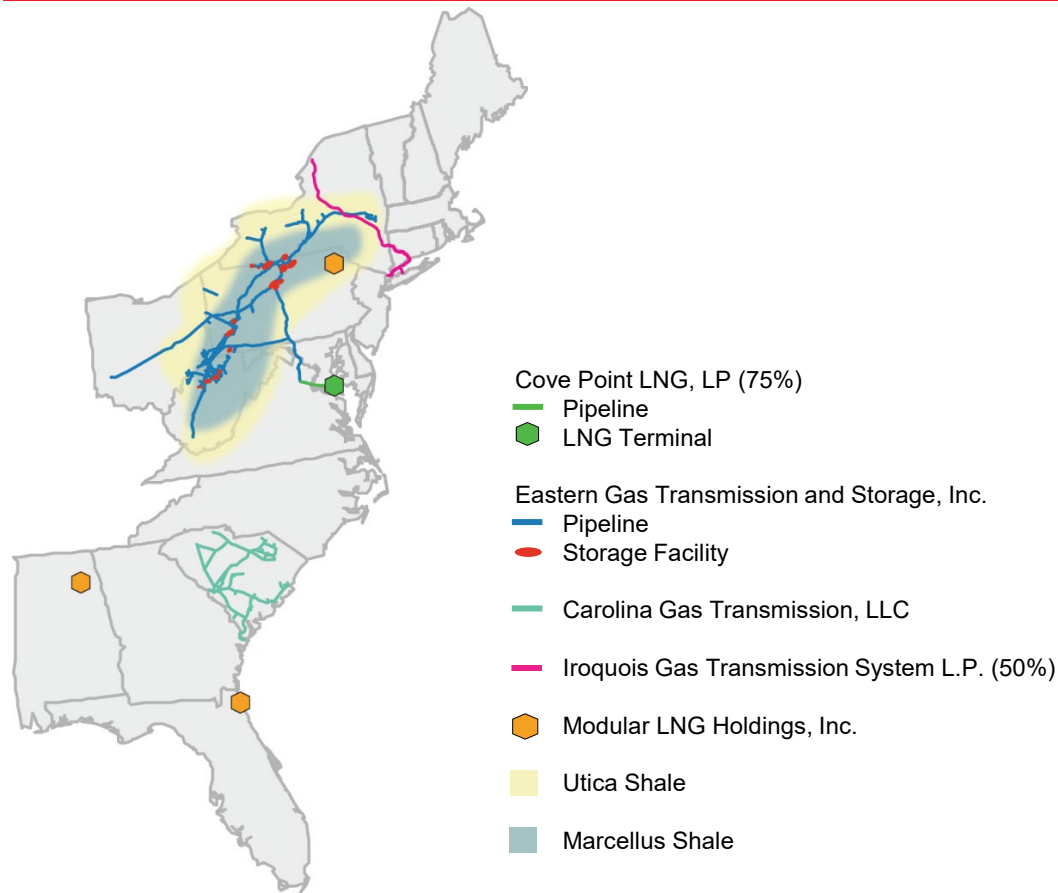 Cove Point LNG, LP (75%)
Pipeline
LNG Terminal
Eastern Gas Transmission and Storage, Inc.
Pipeline
Storage Facility
Carolina Gas Transmission, LLC
Iroquois Gas Transmission System L.P. (50%)
Modular LNG Holdings, Inc.
Utica Shale
Marcellus Shale